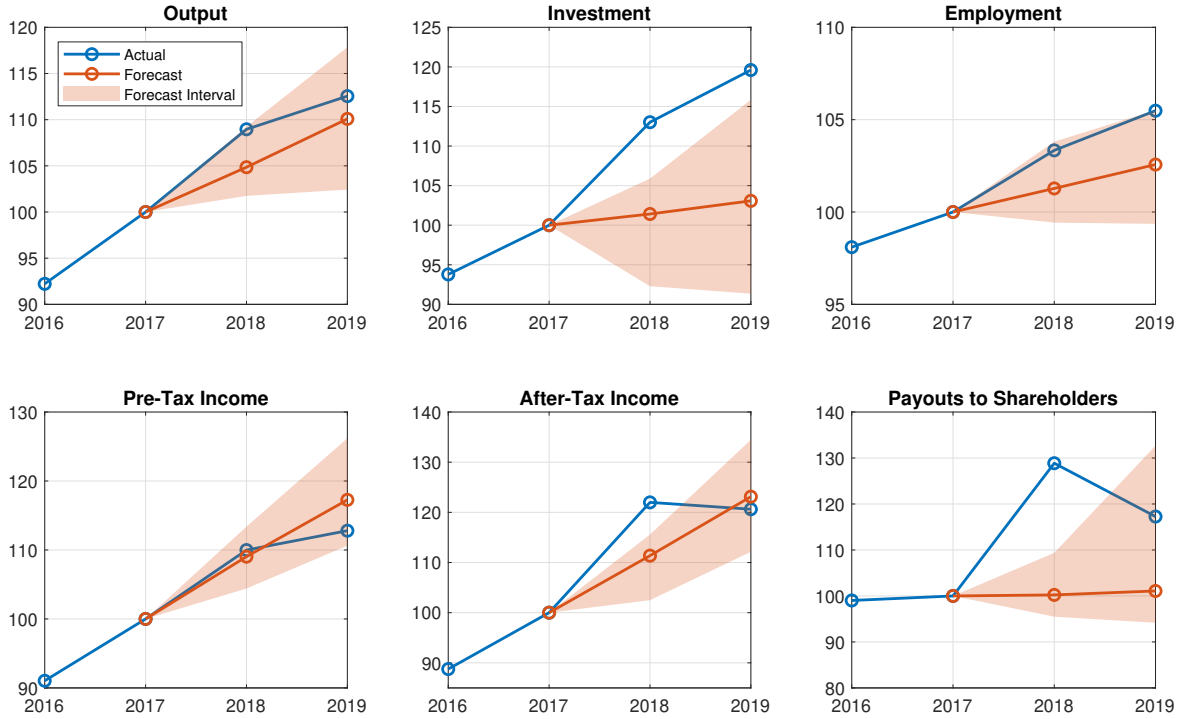 Output
120
115
110
105
100
95
90
2016 2017 2018 2019
Actual
Forecast
Forecast Interval
Investment
125
120
115
110
105
100
95
90
2016 2017 2018 2019
Employment
110
105
100
95
2016 2017 2018 2019
Pre-Tax Income
130
120
110
100
90
2016 2017 2018 2019
After-Tax Income
140
130
120
110
100
90
2016 2017 2018 2019
Payouts to Shareholders
140
130
120
110
100
90
80
2016 2017 2018 2019